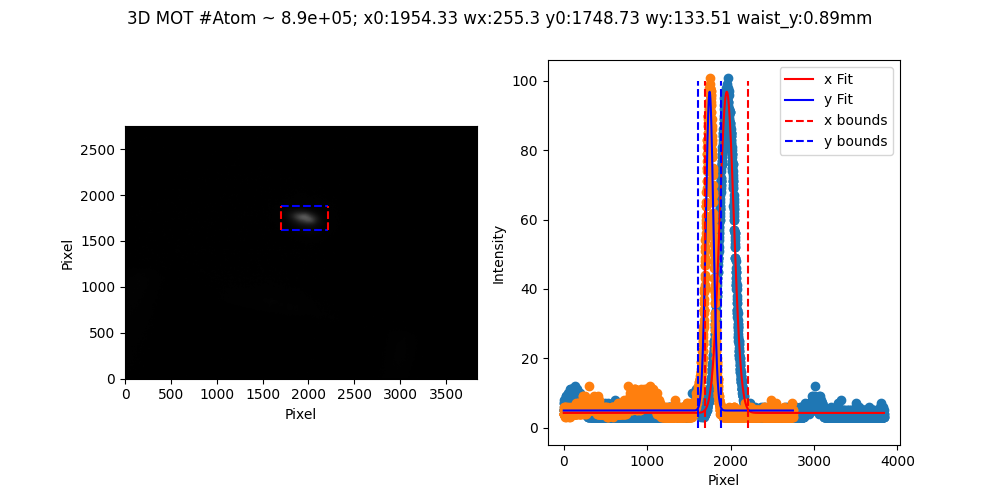 3D MOT #Atom ~ 8.9e+05; x0:1954.33 wx:255.3 y0:1748.73 wy:133.51 waist_y:0.89mm
2500
2000
1500
1000
500
0
Pixel
0 500 1000 1500 2000 2500 3000 3500
Pixel
100
80
60
40
20
0
Intensity
0 1000 2000 3000 4000
Pixel
x Fit
y Fit
x bounds
y bounds